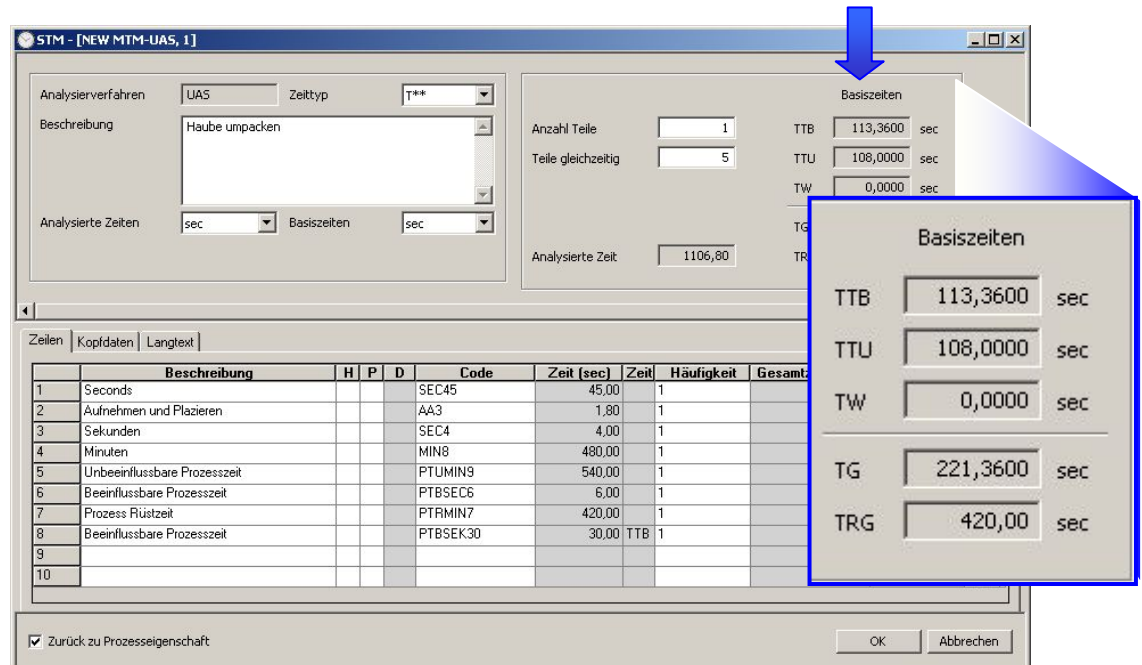 STM - [NEW MTM-UAS, 1]
Analysierverfahren UAS Zeittyp T**
Beschreibung Haube umpacken
Analysierte Zeiten sec Basiszeiten sec
Basiszeiten
Anzahl Teile 1 TTB 113,3600 sec
Teile gleichzeitig 5 TTU 108,0000 sec
TW 0,0000 sec
TG
Analysierte Zeit 1106,80 TR
Basiszeiten
TTB 113,3600 sec
TTU 108,0000 sec
TW 0,0000 sec
TG 221,3600 sec
TRG 420,00 sec
Zeilen Kopfdaten Langtext
Beschreibung H P D Code Zeit (sec) Zeit Häufigkeit Gesamtz
1 Seconds SEC45 45,00 1
2 Aufnehmen und Plazieren AA3 1,80 1
3 Sekunden SEC4 4,00 1
4 Minuten MIN8 480,00 1
5 Unbeeinflussbare Prozesszeit PTUMIN9 540,00 1
6 Beeinflussbare Prozesszeit PTBSEC6 6,00 1
7 Prozess Rüstzeit PTRMIN7 420,00 1
8 Beeinflussbare Prozesszeit PTBSEK30 30,00 TTB 1
9
10
Zurück zu Prozesseigenschaft OK Abbrechen